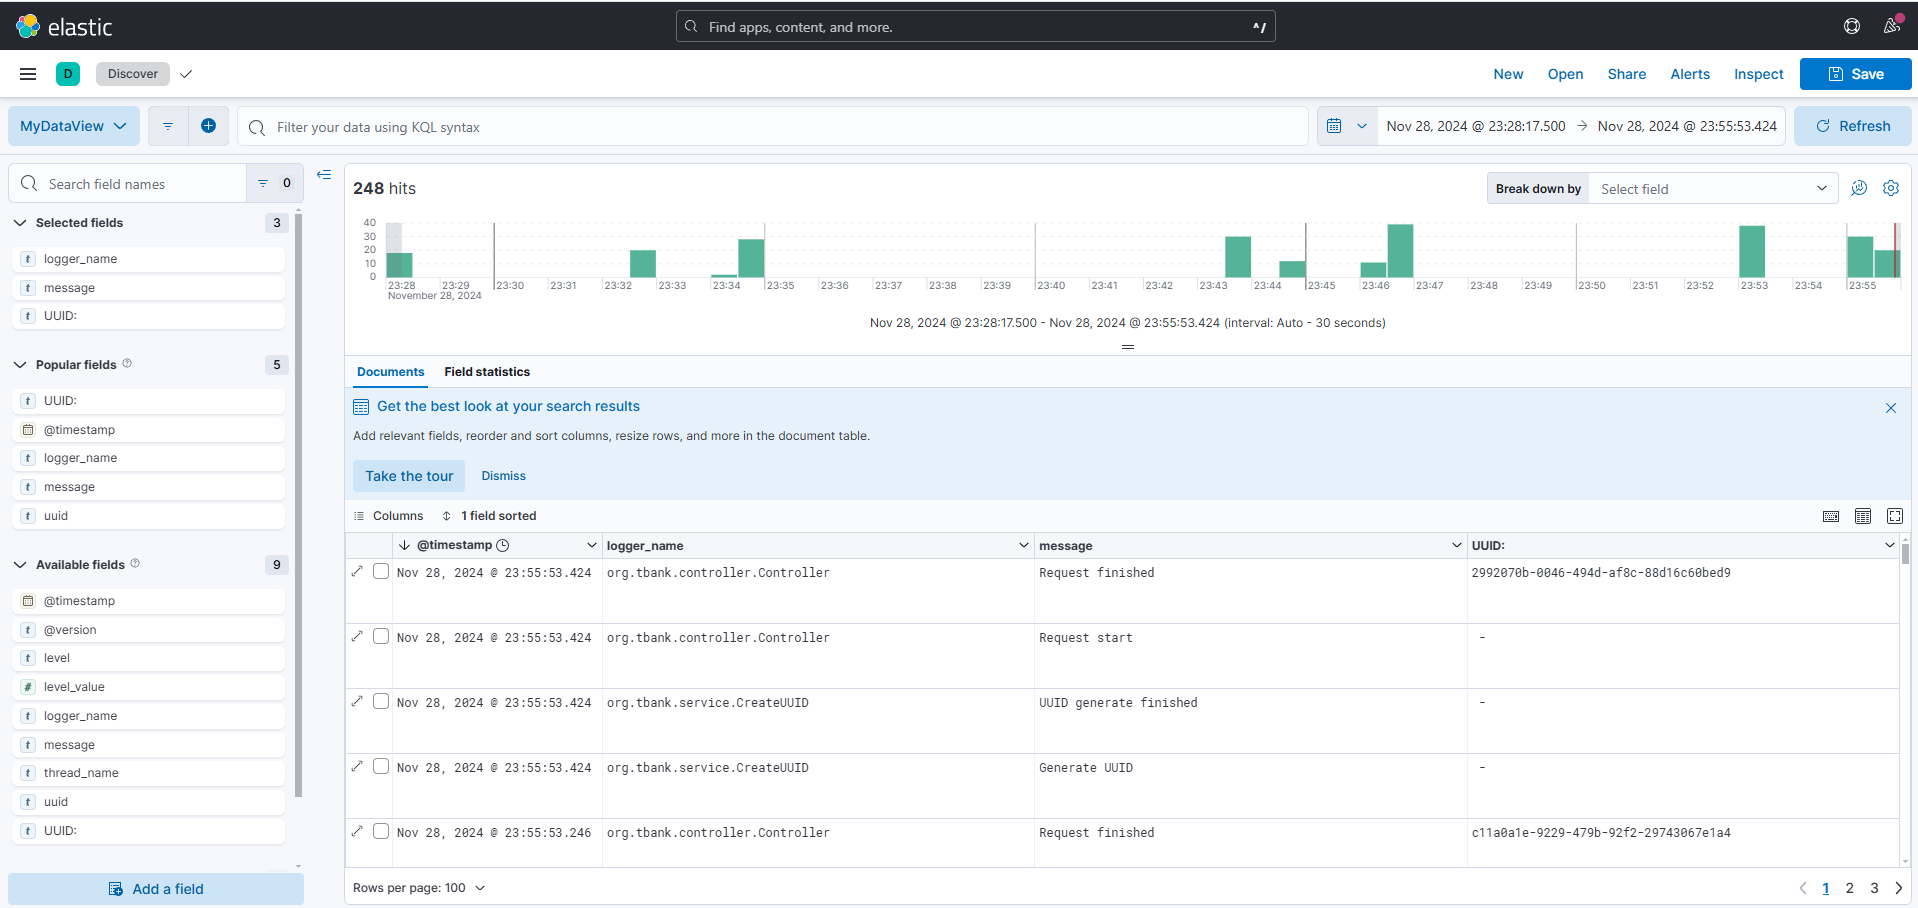 elastic
Find apps, content, and more.
^/
D
Discover
New
Open
Share
Alerts
Inspect
Save
MyDataView
Filter your data using KQL syntax
Nov 28, 2024 @ 23:28:17.500
Nov 28, 2024 @ 23:55:53.424
Refresh
Search field names
0
Selected fields
3
t logger_name
t message
t UUID:
Popular fields
5
t UUID:
@timestamp
t logger_name
t message
t uuid
Available fields
9
@timestamp
t @version
t level
# level_value
t logger_name
t message
t thread_name
t uuid
t UUID:
Add a field
248 hits
Break down by
Select field
40
30
20
10
0
23:28 23:29 23:30 23:31 23:32 23:33 23:34 23:35 23:36 23:37 23:38 23:39 23:40 23:41 23:42 23:43 23:44 23:45 23:46 23:47 23:48 23:49 23:50 23:51 23:52 23:53 23:54 23:55
November 28, 2024
Nov 28, 2024 @ 23:28:17.500 - Nov 28, 2024 @ 23:55:53.424 (interval: Auto - 30 seconds)
Documents
Field statistics
Get the best look at your search results
Add relevant fields, reorder and sort columns, resize rows, and more in the document table.
Take the tour
Dismiss
Columns
1 field sorted
@timestamp logger_name message UUID:
Nov 28, 2024 @ 23:55:53.424 org.tbank.controller.Controller Request finished 2992070b-0046-494d-af8c-88d16c60bed9
Nov 28, 2024 @ 23:55:53.424 org.tbank.controller.Controller Request start -
Nov 28, 2024 @ 23:55:53.424 org.tbank.service.CreateUUID UUID generate finished -
Nov 28, 2024 @ 23:55:53.424 org.tbank.service.CreateUUID Generate UUID -
Nov 28, 2024 @ 23:55:53.246 org.tbank.controller.Controller Request finished c11a0a1e-9229-479b-92f2-29743067e1a4
Rows per page: 100
1 2 3